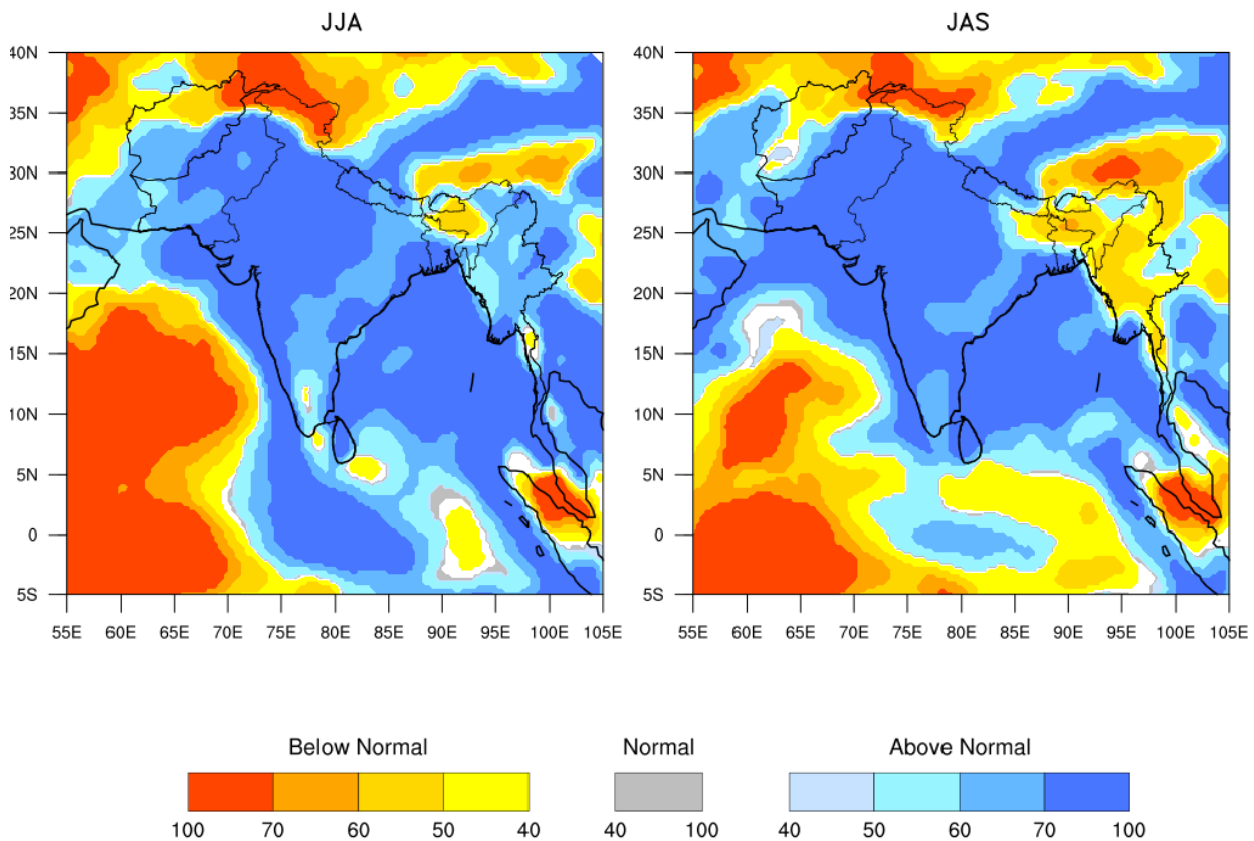 JJA JAS
40N 40N
35N 35N
30N 30N
25N 25N
20N 20N
15N 15N
10N 10N
5N 5N
0 0
5S 5S
55E 60E 65E 70E 75E 80E 85E 90E 95E 100E 105E 55E 60E 65E 70E 75E 80E 85E 90E 95E 100E 105E
Below Normal Normal Above Normal
100 70 60 50 40 40 100 40 50 60 70 100